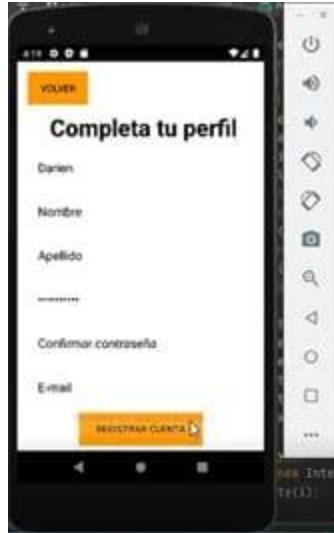 VOLVER
Completa tu perfil
Darien
Nombre
Apellido
Confirmar contraseña
E-mail
REGISTRAR CUENTA